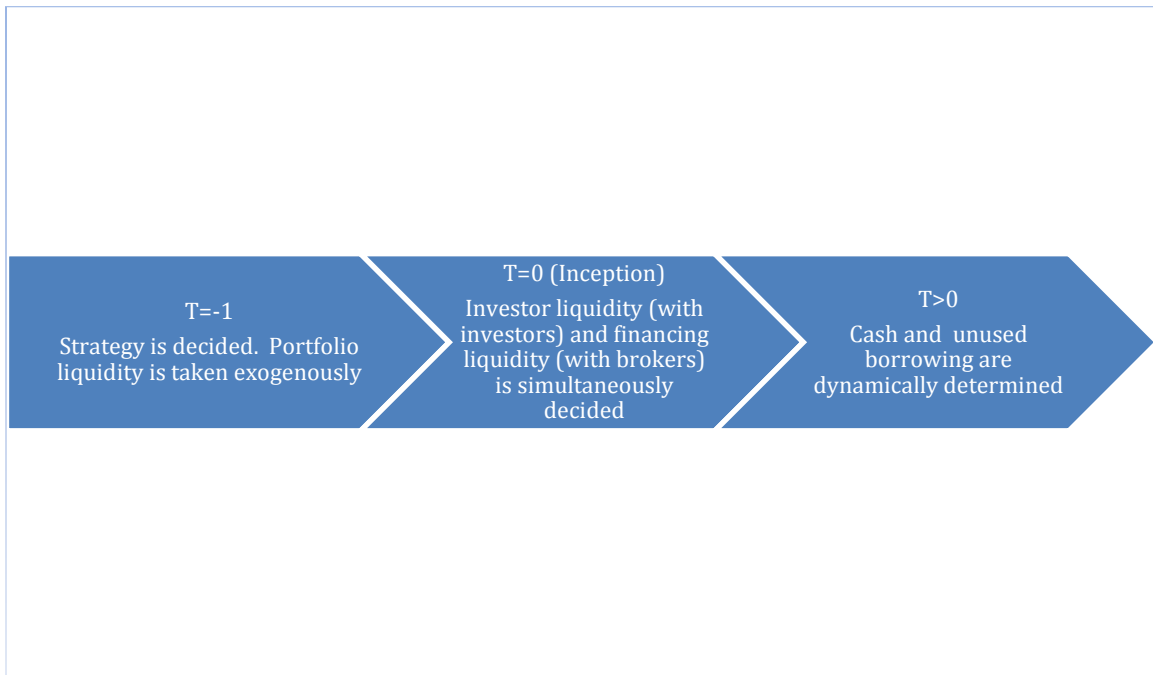 T=-1
Strategy is decided.  Portfolio
liquidity is taken exogenously
T=0 (Inception)
Investor liquidity (with
investors) and financing
liquidity (with brokers)
is simultaneously
decided
T>0
Cash and  unused
borrowing are
dynamically determined